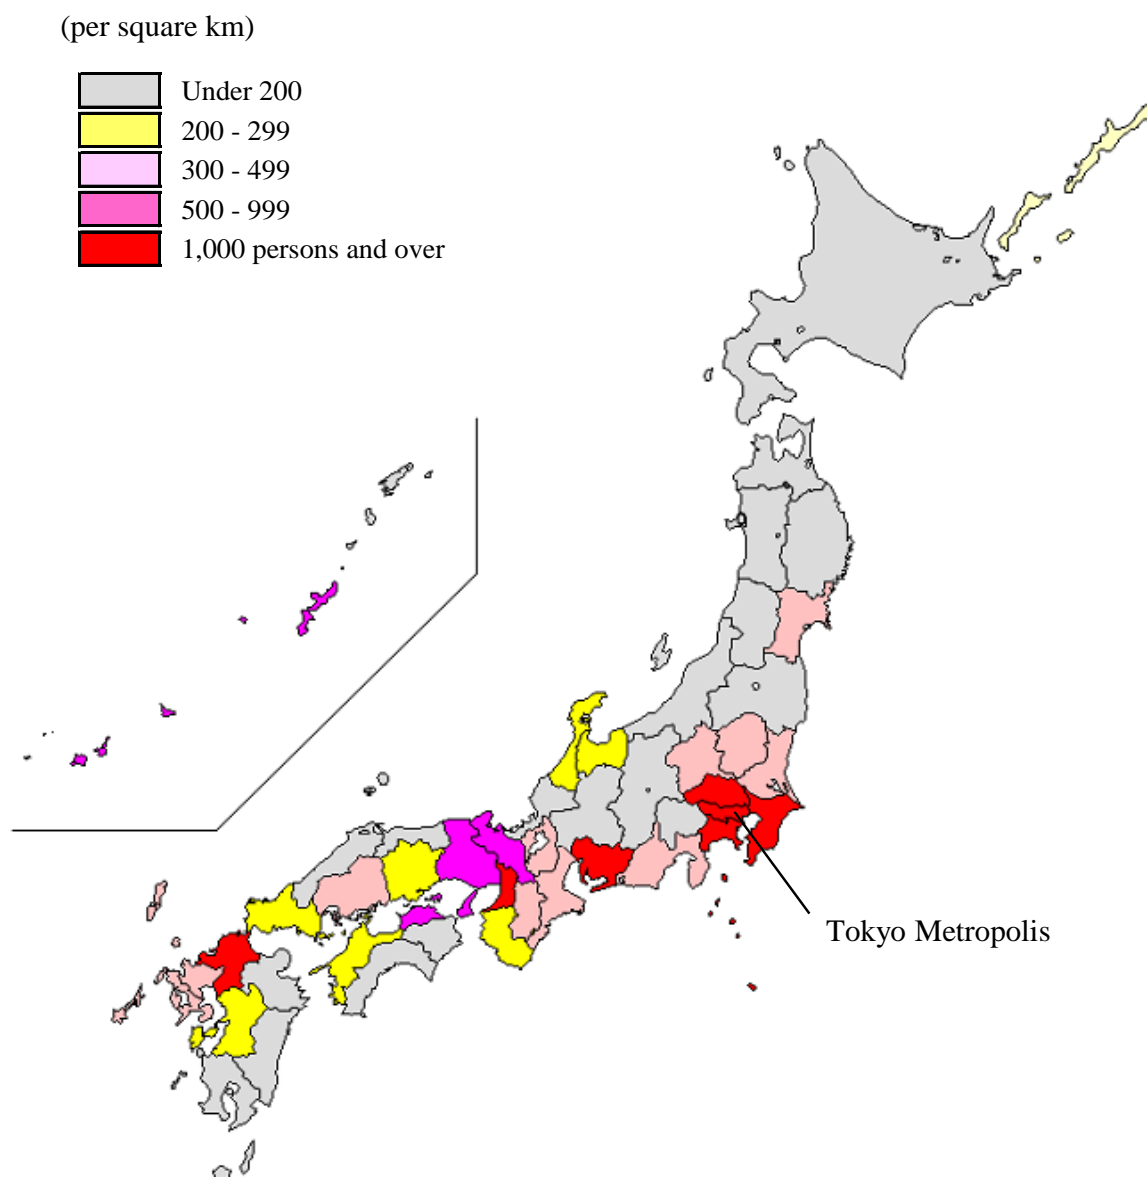 (per square km)
Under 200
200 - 299
300 - 499
500 - 999
1,000 persons and over
Tokyo Metropolis